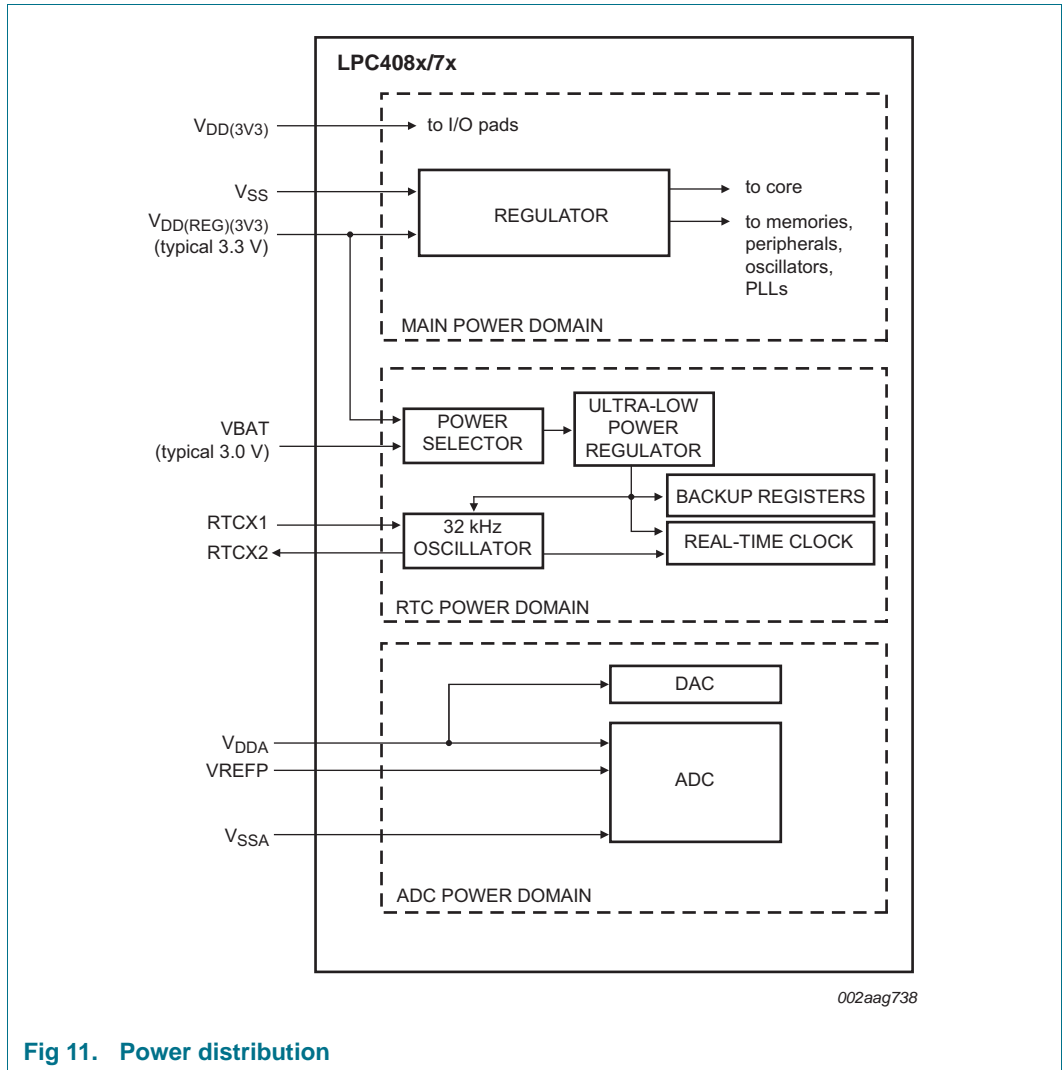 LPC408x/7x
VDD(3V3)
to I/O pads
VSS
REGULATOR
to core
VDD(REG)(3V3)
(typical 3.3 V)
to memories,
peripherals,
oscillators,
PLLs
MAIN POWER DOMAIN
VBAT
(typical 3.0 V)
POWER
SELECTOR
ULTRA-LOW
POWER
REGULATOR
BACKUP REGISTERS
RTCX1
RTCX2
32 kHz
OSCILLATOR
REAL-TIME CLOCK
RTC POWER DOMAIN
DAC
VDDA
VREFP
ADC
VSSA
ADC POWER DOMAIN
002aag738
Fig 11. Power distribution